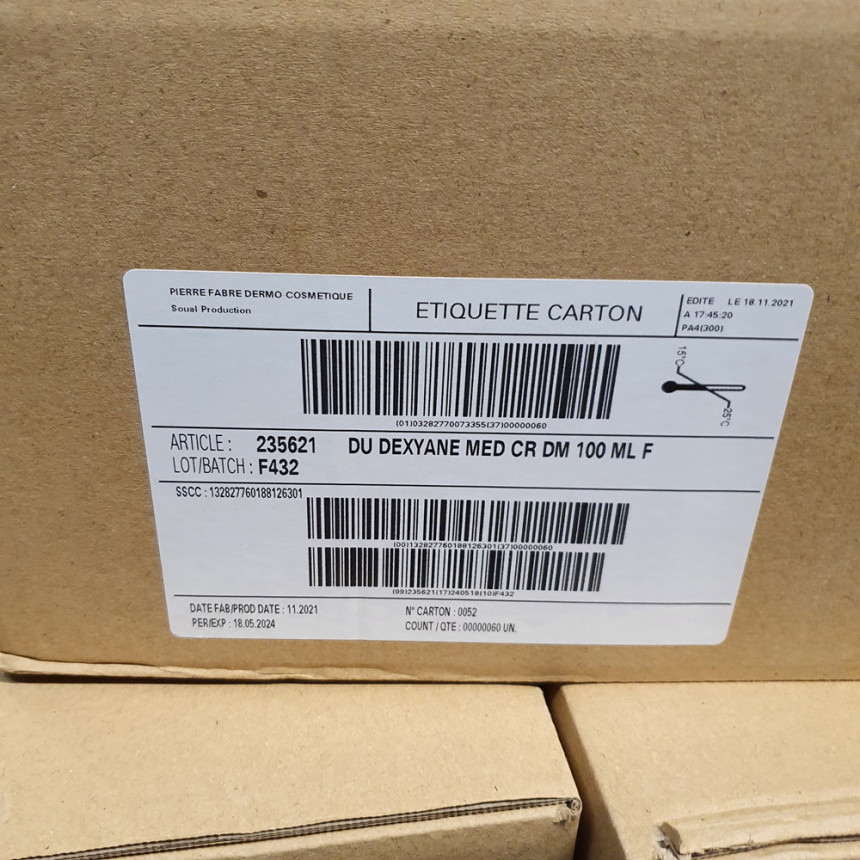 PIERRE FABRE DERMO-COSMETIQUE
Soual Production
ETIQUETTE CARTON
EDITE LE 18.11.2021
A 17:45:20
PA4(300)
15°C
25°C
(01)03282770073355(37)00000060
ARTICLE : 235621 DU DEXYANE MED CR DM 100 ML F
LOT/BATCH : F432
SSCC : 132827760188126301
(00)132827760188126301(37)00000060
(99)235621(17)240518(10)F432
DATE FAB/PROD DATE : 11.2021
N° CARTON : 0052
PER/EXP : 18.05.2024
COUNT / QTE : 00000060 UN.